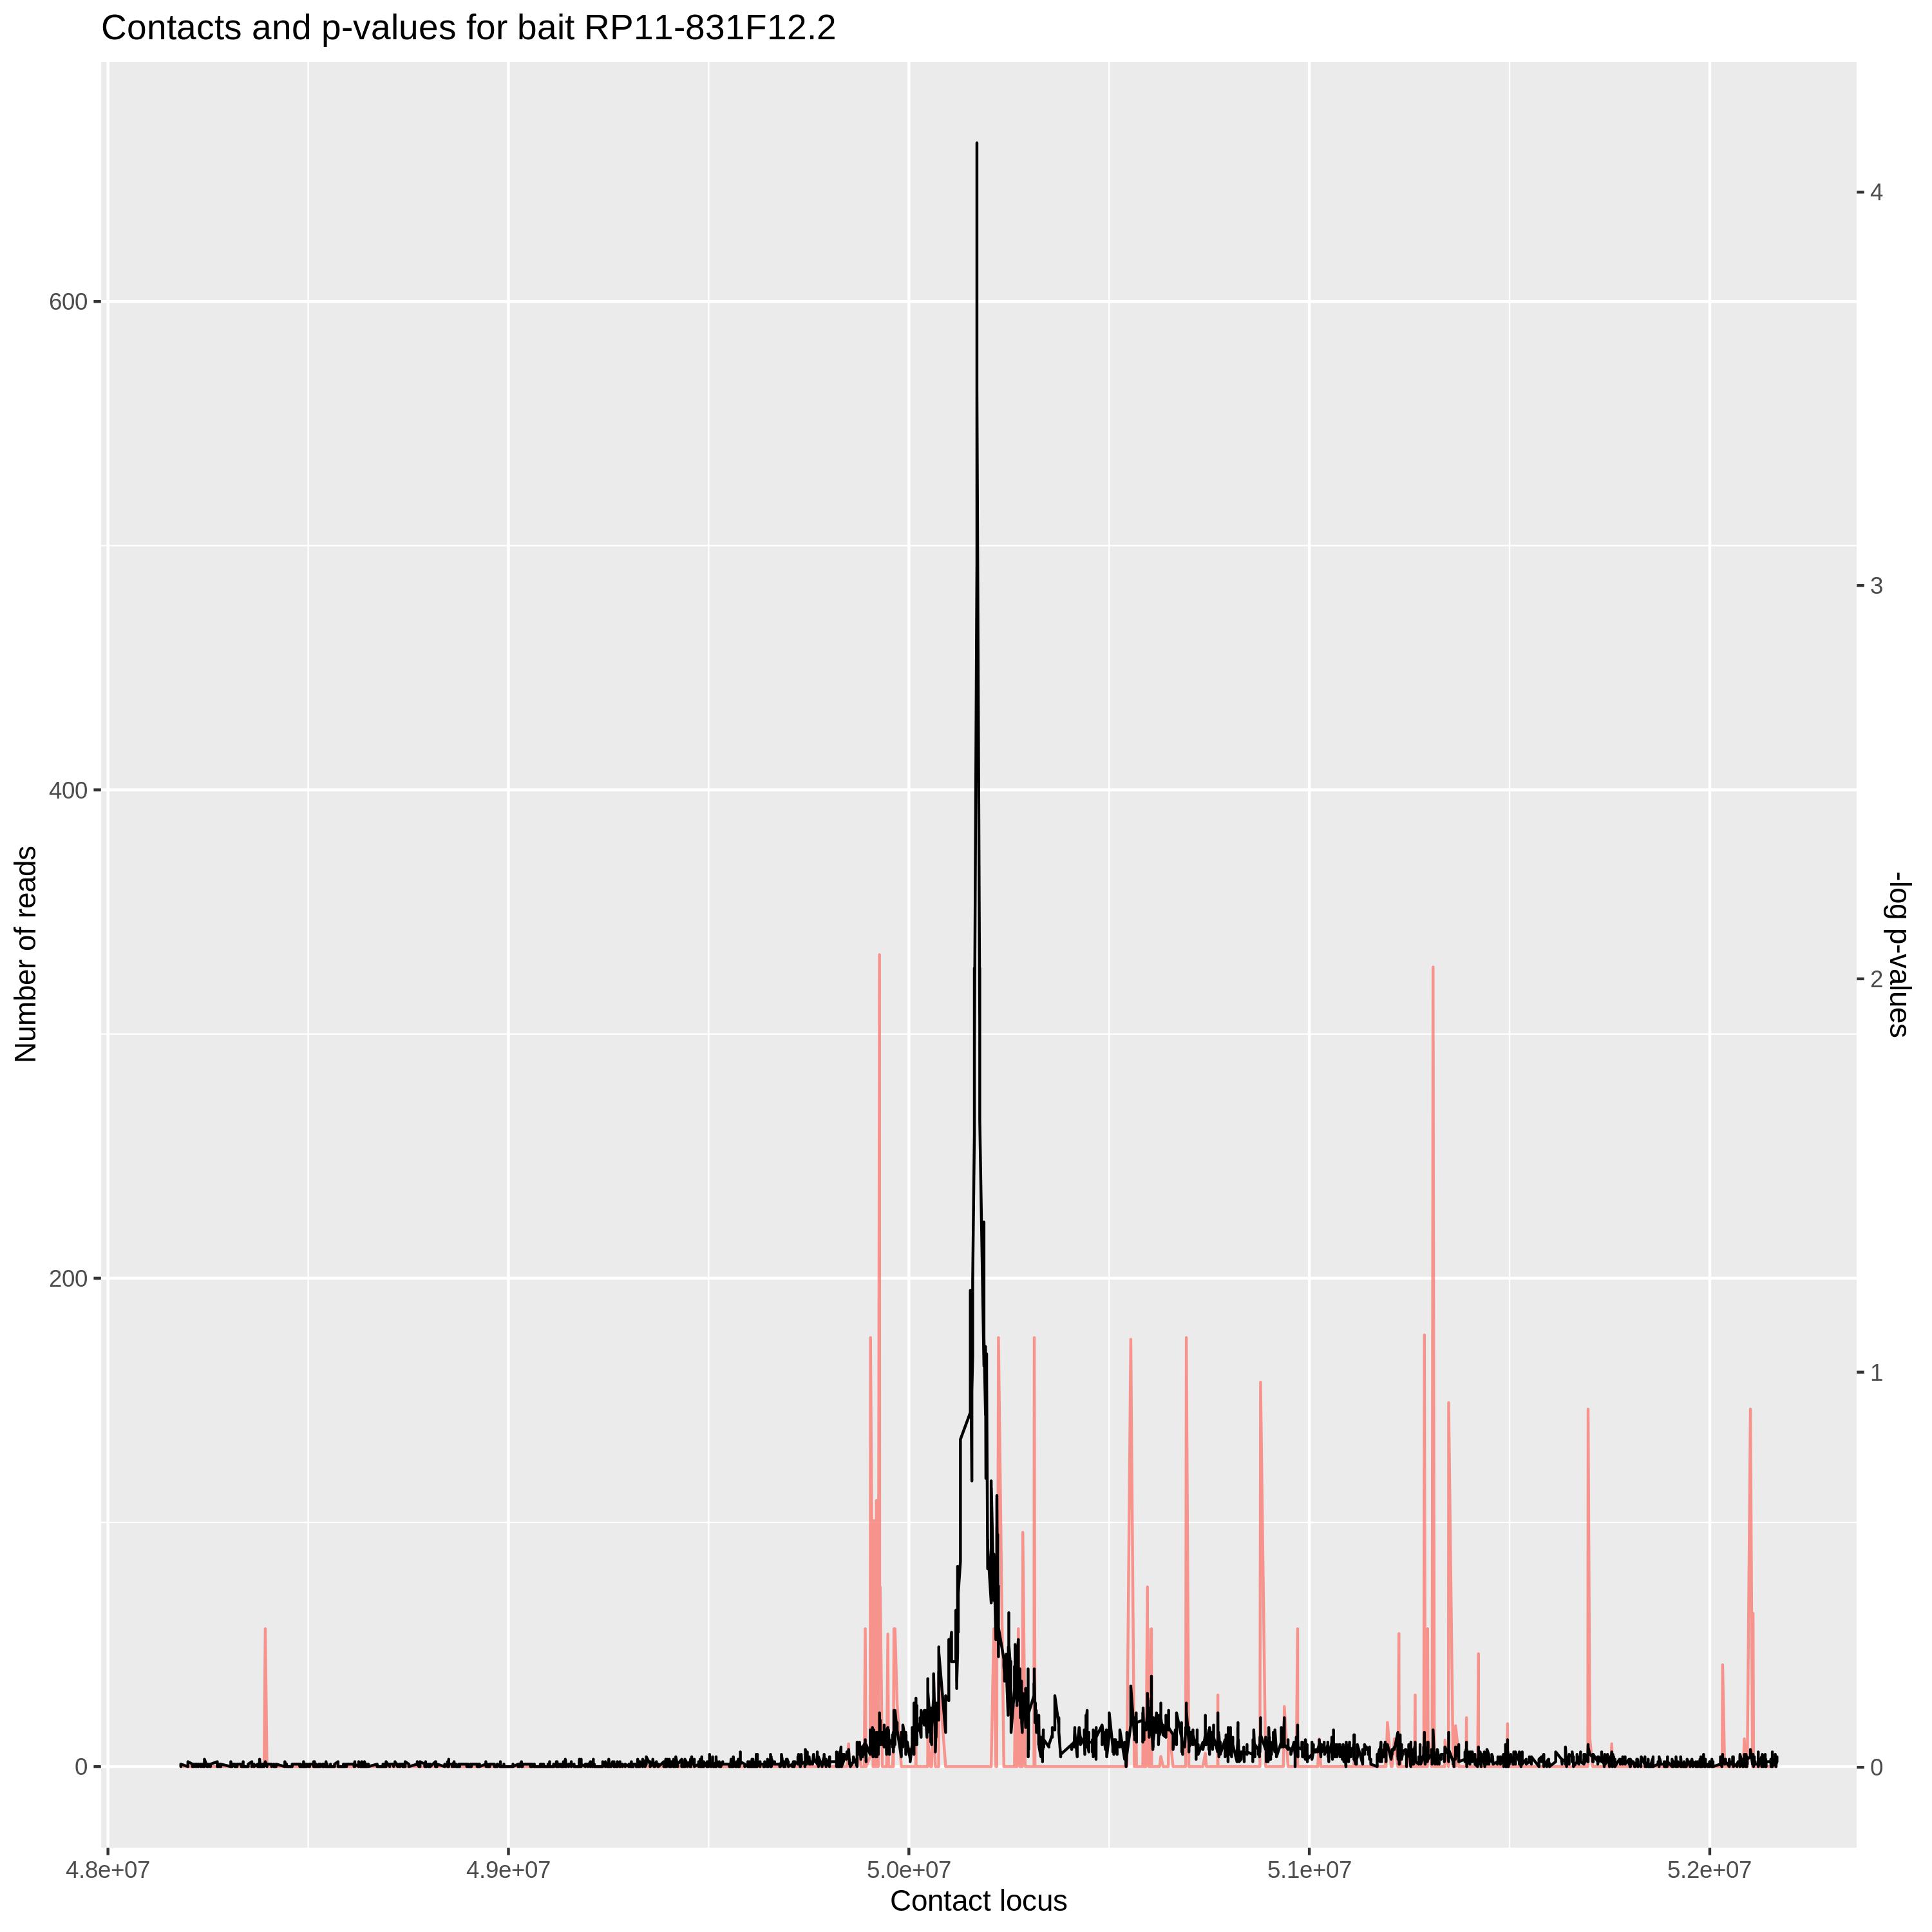 Contacts and p-values for bait RP11-831F12.2
Number of reads
600
400
200
0
4
3
2
1
0
-log p-values
4.8e+07 4.9e+07 5.0e+07 5.1e+07 5.2e+07
Contact locus